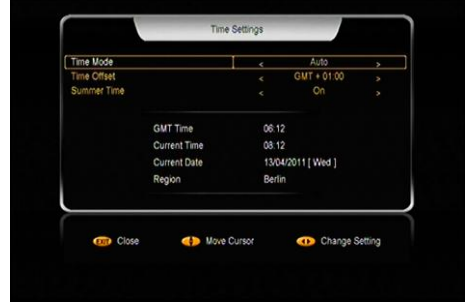 Time Settings
Time Mode < Auto >
Time Offset < GMT + 01:00 >
Summer Time < On >
GMT Time 06:12
Current Time 08:12
Current Date 13/04/2011 [ Wed ]
Region Berlin
EXIT Close Move Cursor Change Setting